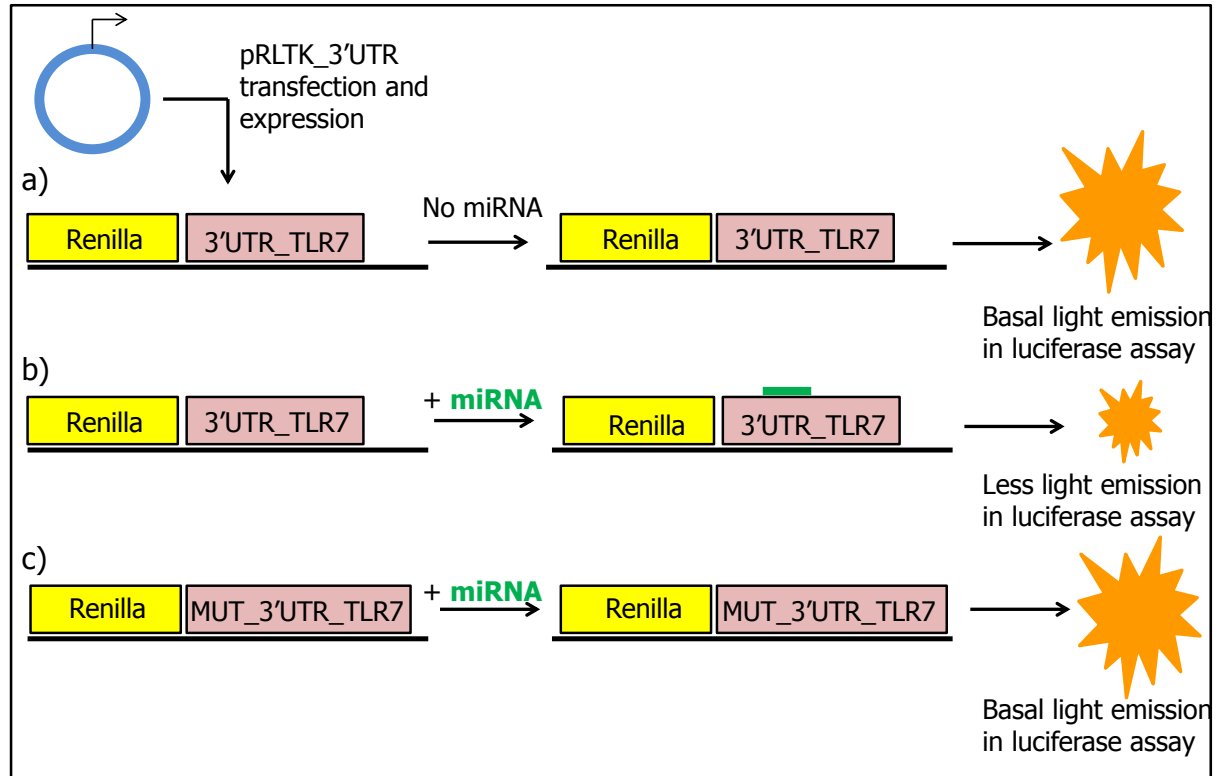 pRLTK_3'UTR
transfection and
expression
a)
Renilla
3'UTR_TLR7
No miRNA
Renilla
3'UTR_TLR7
Basal light emission
in luciferase assay
b)
Renilla
3'UTR_TLR7
+ miRNA
Renilla
3'UTR_TLR7
Less light emission
in luciferase assay
c)
Renilla
MUT_3'UTR_TLR7
+ miRNA
Renilla
MUT_3'UTR_TLR7
Basal light emission
in luciferase assay